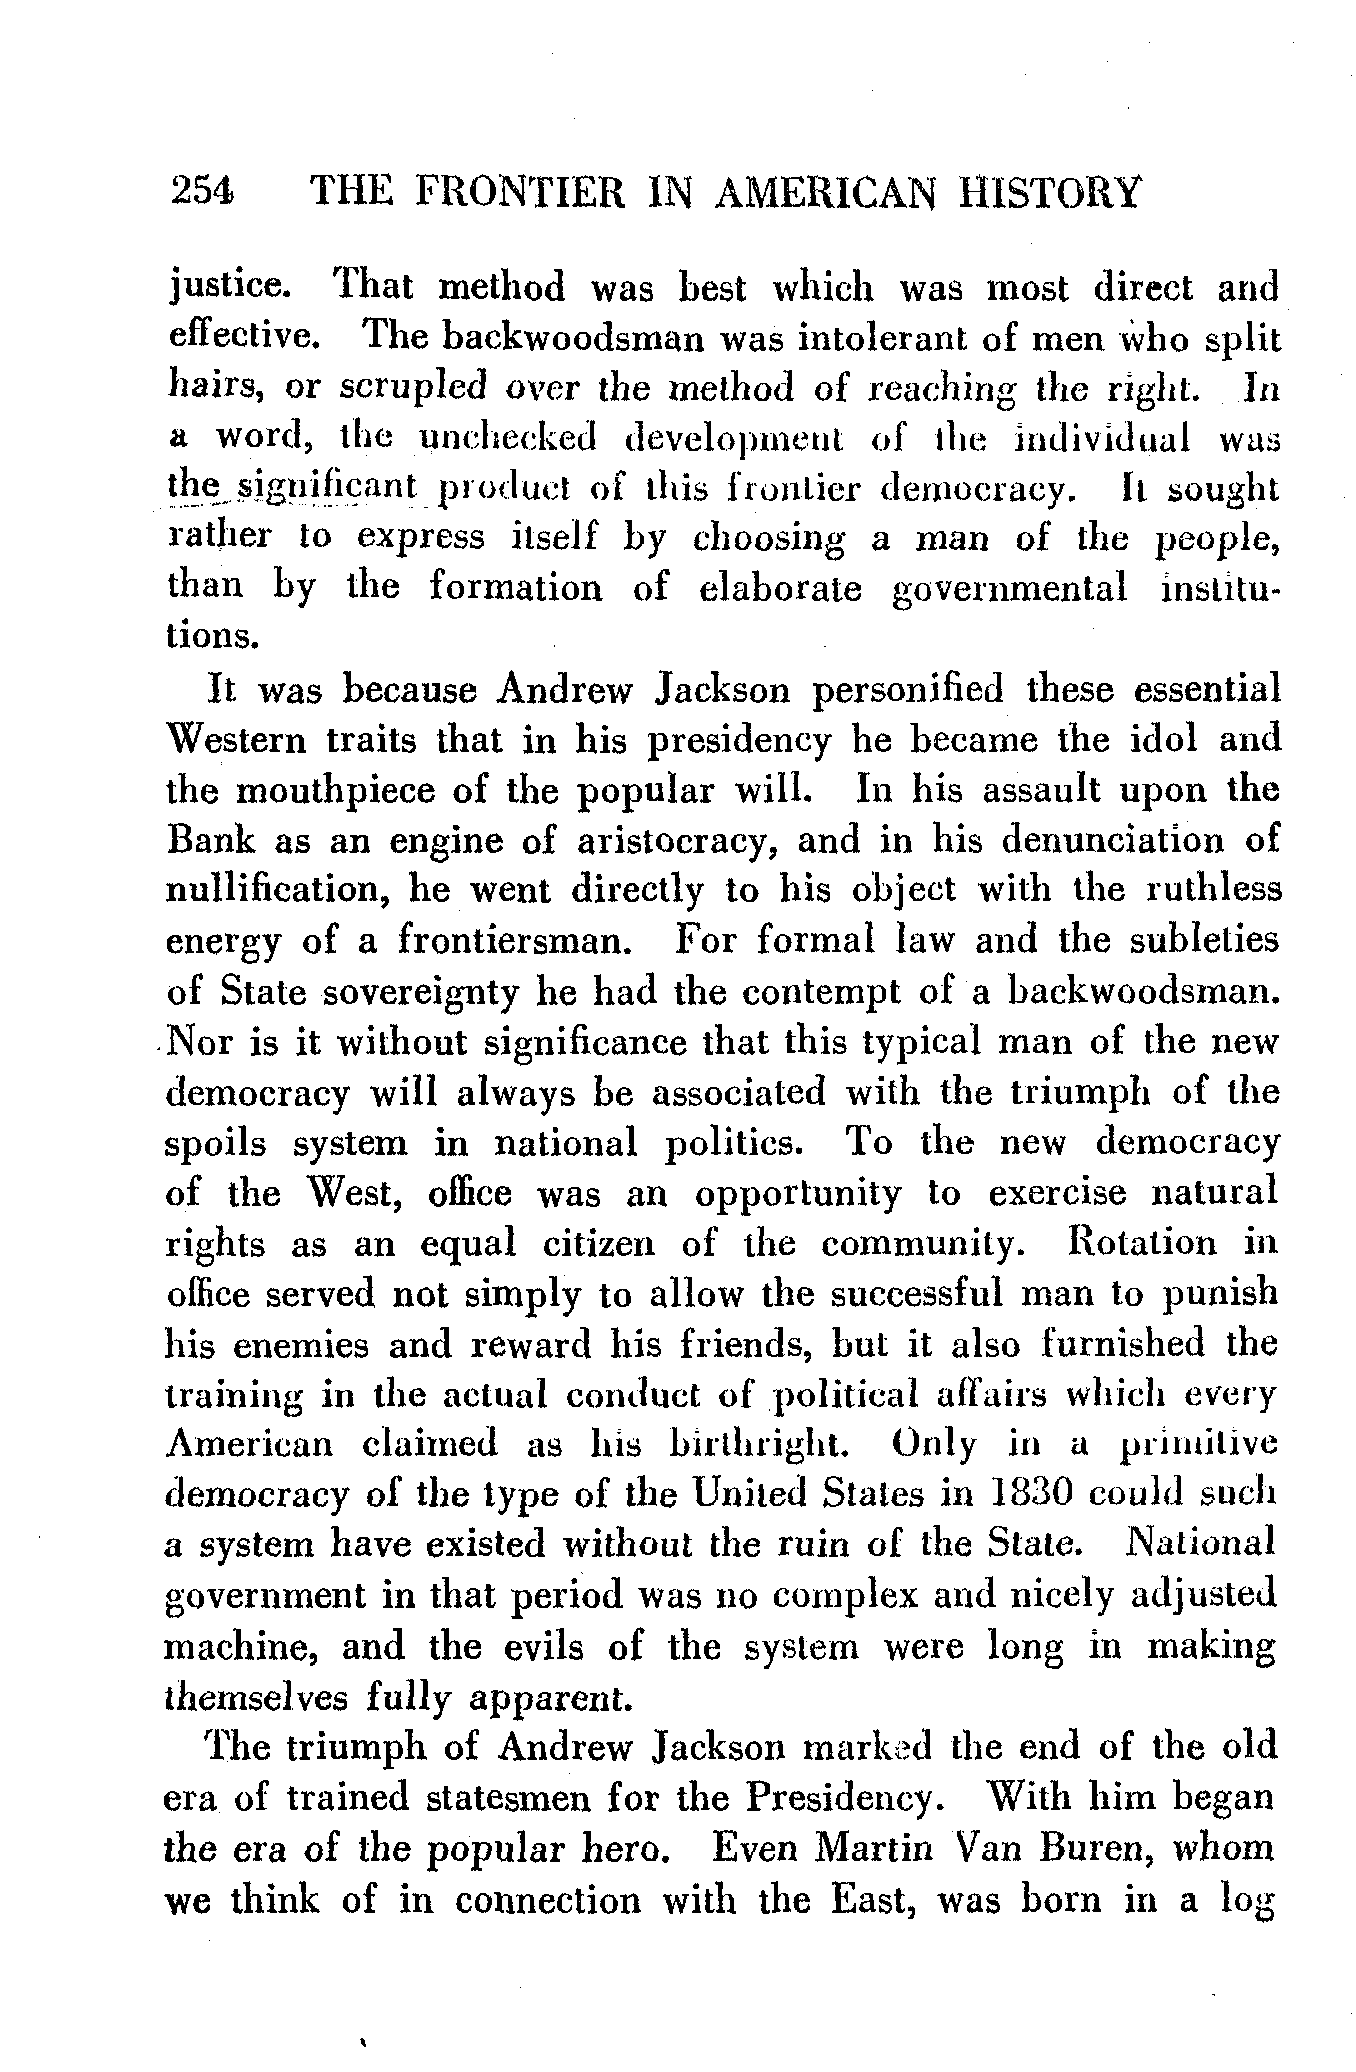 254 THE FRONTIER IN AMERICAN HISTORY
justice. That method was best which was most direct and
effective. The backwoodsman was intolerant of men who split
hairs, or scrupled over the method of reaching the right. In
a word, the unchecked development of the individual was
the significant product of this frontier democracy. It sought
rather to express itself by choosing a man of the people,
than by the formation of elaborate governmental institu-
tions.
It was because Andrew Jackson personified these essential
Western traits that in his presidency he became the idol and
the mouthpiece of the popular will. In his assault upon the
Bank as an engine of aristocracy, and in his denunciation of
nullification, he went directly to his object with the ruthless
energy of a frontiersman. For formal law and the subleties
of State sovereignty he had the contempt of a backwoodsman.
Nor is it without significance that this typical man of the new
democracy will always be associated with the triumph of the
spoils system in national politics. To the new democracy
of the West, office was an opportunity to exercise natural
rights as an equal citizen of the community. Rotation in
office served not simply to allow the successful man to punish
his enemies and reward his friends, but it also furnished the
training in the actual conduct of political affairs which every
American claimed as his birthright. Only in a primitive
democracy of the type of the United States in 1830 could such
a system have existed without the ruin of the State. National
government in that period was no complex and nicely adjusted
machine, and the evils of the system were long in making
themselves fully apparent.
The triumph of Andrew Jackson marked the end of the old
era of trained statesmen for the Presidency. With him began
the era of the popular hero. Even Martin Van Buren, whom
we think of in connection with the East, was born in a log